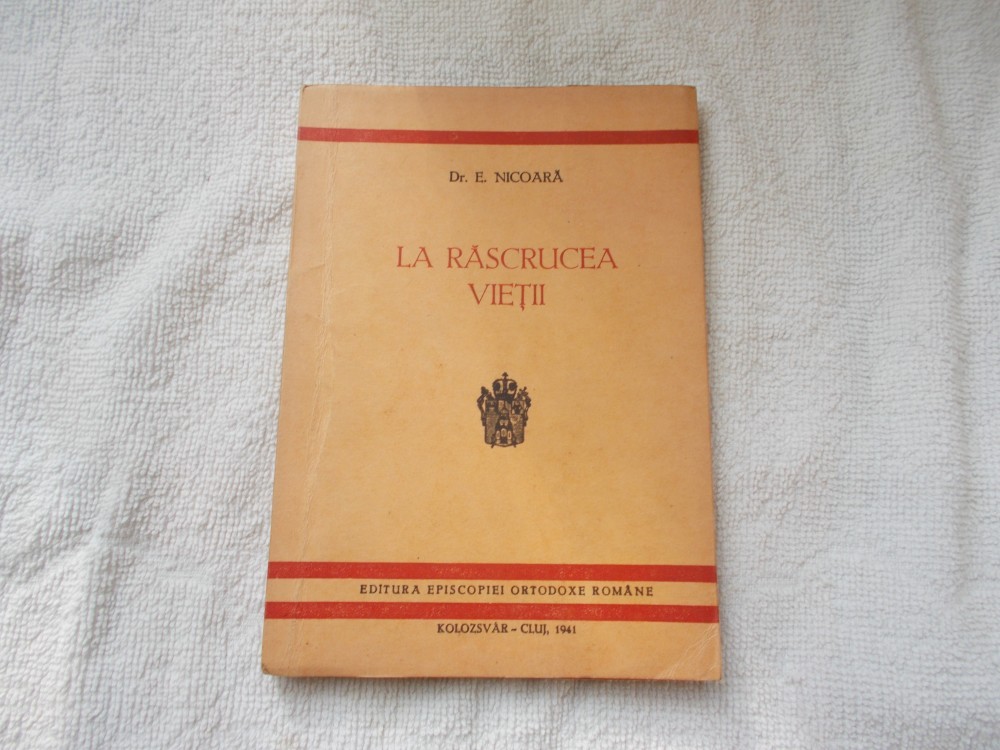 Dr. E. NICOARĂ
LA RĂSCRUCEA
VIEȚII
EDITURA EPISCOPIEI ORTODOXE ROMÂNE
KOLOZSVÁR – CLUJ, 1941